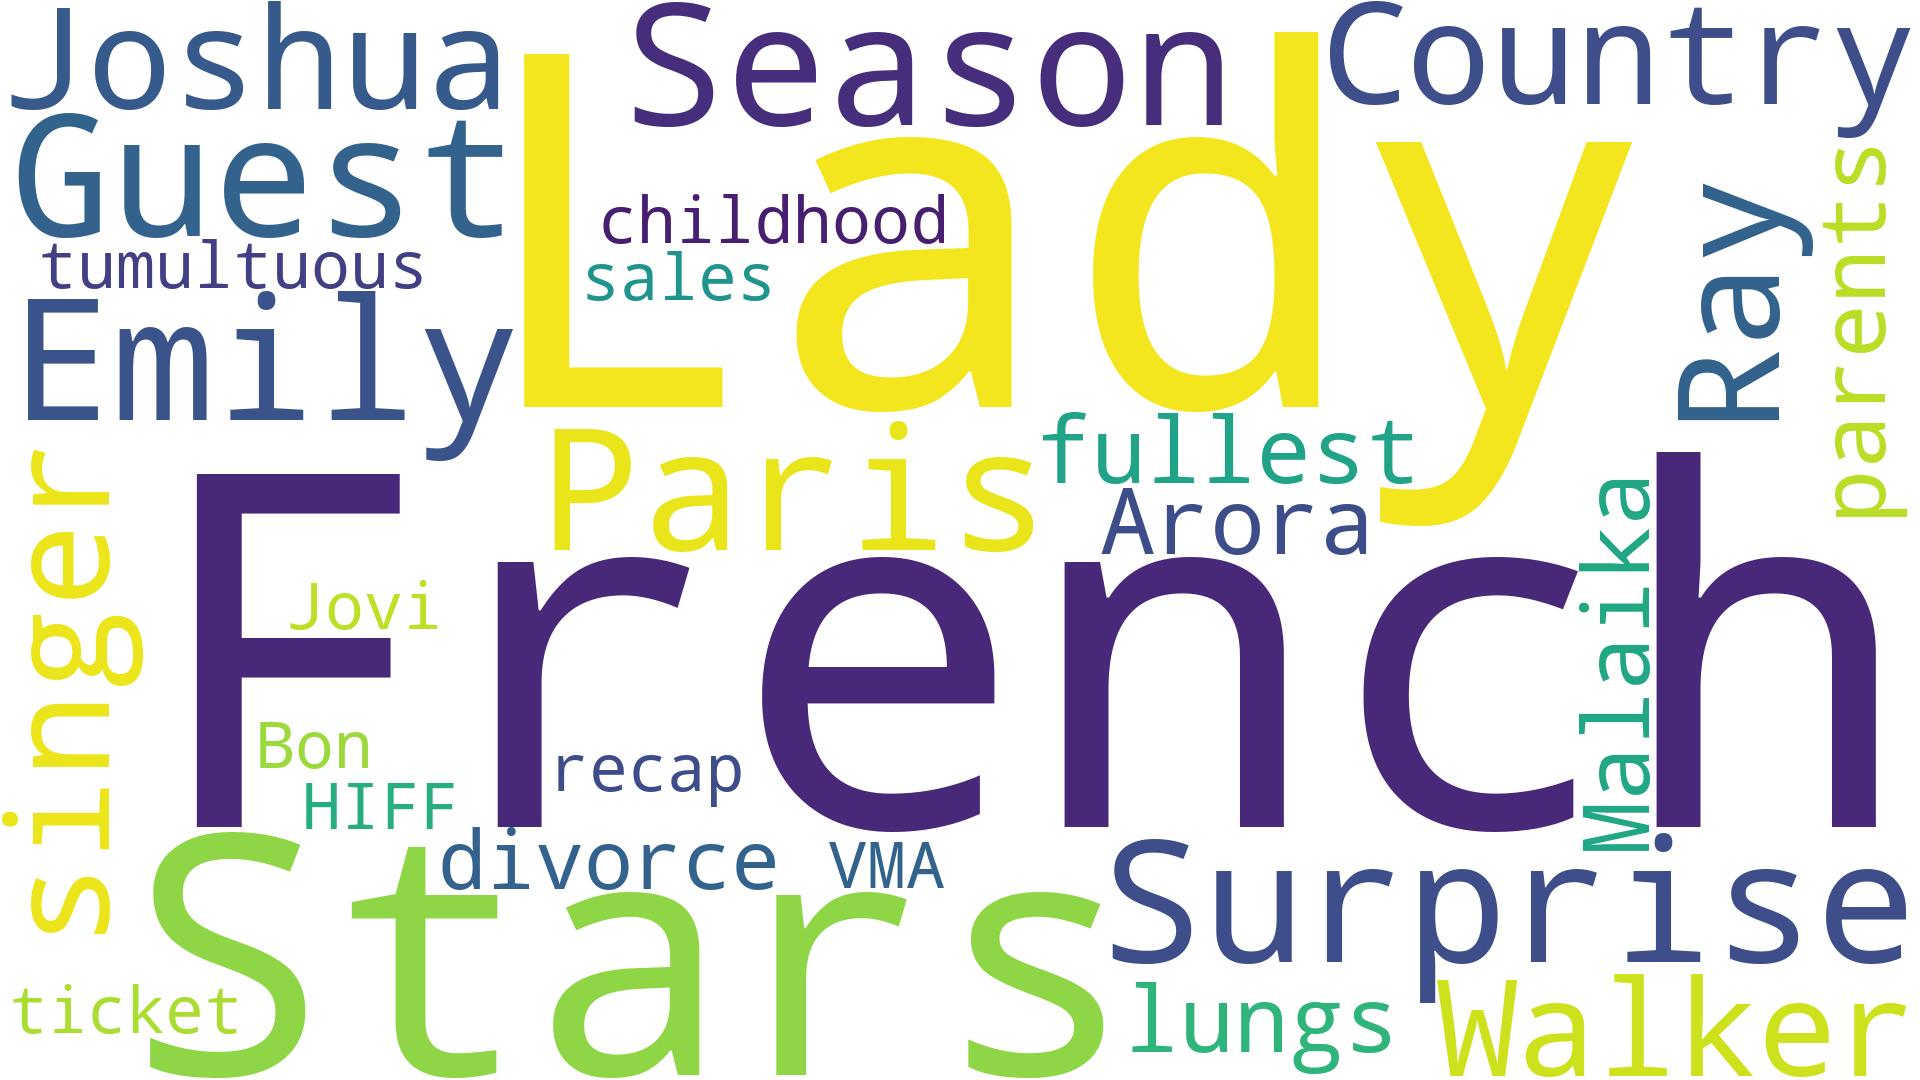 Joshua
Season
Country
Lady
Guest
childhood
parents
Ray
tumultuous
sales
Emily
Paris
fullest
Arora
singer
French
Malaika
Jovi
Bon
recap
HIFF
divorce
VMA
Stars
Surprise
ticket
lungs
Walker